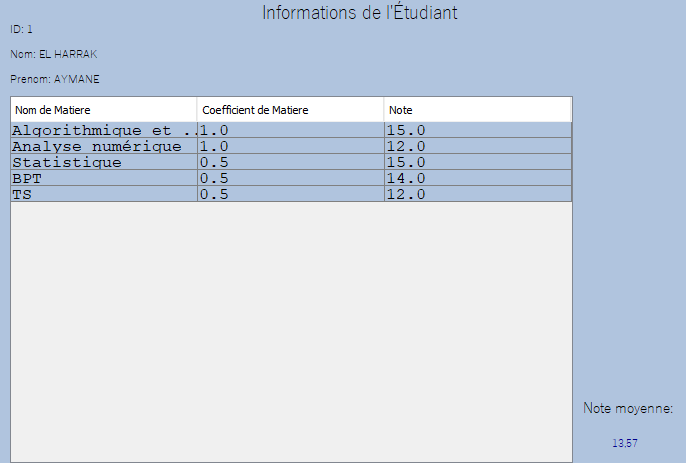 Informations de l'Étudiant
ID: 1
Nom: EL HARRAK
Prenom: AYMANE
Nom de Matiere Coefficient de Matiere Note
Algorithmique et .. 1.0 15.0
Analyse numérique 1.0 12.0
Statistique 0.5 15.0
BPT 0.5 14.0
TS 0.5 12.0
Note moyenne:
13,57